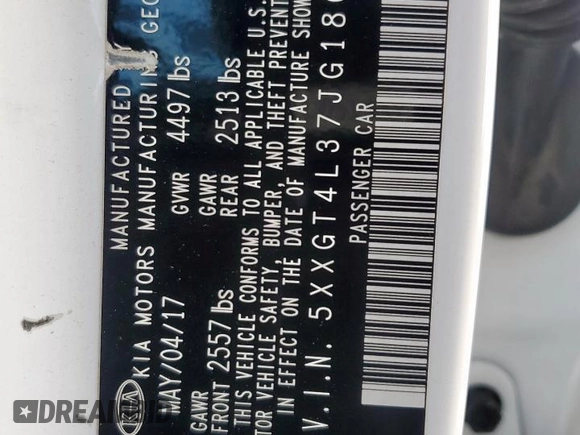 MANUFACTURED
KIA MOTORS MANUFACTURING GEO
MAY/04/17 GVWR 4497 lbs
GAWR GAWR
FRONT 2557 lbs REAR 2513 lbs
THIS VEHICLE CONFORMS TO ALL APPLICABLE U.S.
TOR VEHICLE SAFETY, BUMPER, AND THEFT PREVENT
IN EFFECT ON THE DATE OF MANUFACTURE SHOW
V.I.N. 5XXGT4L37JG18
PASSENGER CAR
KIA